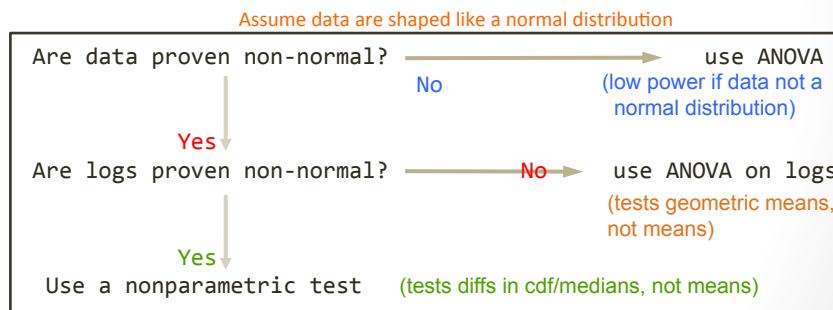 Assume data are shaped like a normal distribution
Are data proven non-normal? No use ANOVA
(low power if data not a
normal distribution)
Yes
Are logs proven non-normal? No use ANOVA on logs
(tests geometric means,
not means)
Yes
Use a nonparametric test (tests diffs in cdf/medians, not means)